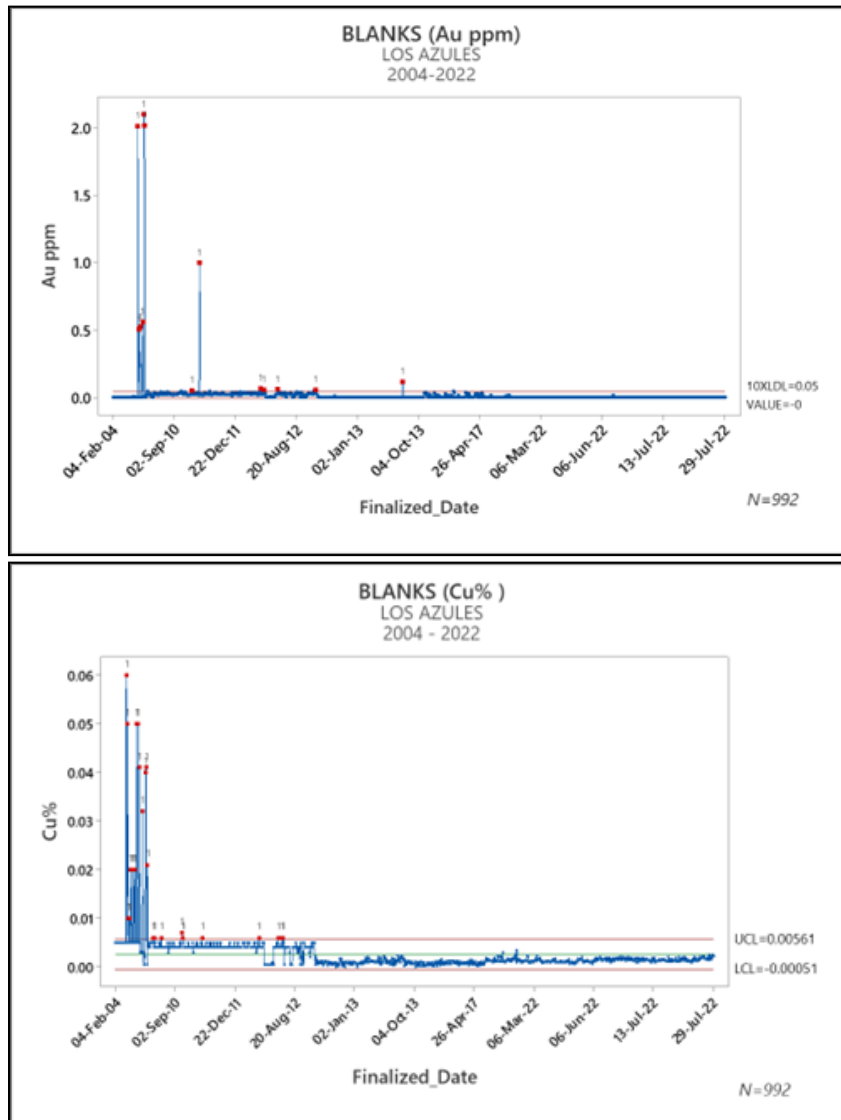 BLANKS (Au ppm)
LOS AZULES
2004-2022
2.0
1.5
1.0
0.5
0.0
Au ppm
10XLDL=0.05
VALUE=-0
04-Feb-04
02-Sep-10
22-Dec-11
20-Aug-12
02-Jan-13
04-Oct-13
26-Apr-17
06-Mar-22
06-Jun-22
13-Jul-22
29-Jul-22
Finalized_Date
N=992
BLANKS (Cu% )
LOS AZULES
2004 - 2022
0.06
0.05
0.04
0.03
0.02
0.01
0.00
Cu%
UCL=0.00561
LCL=-0.00051
04-Feb-04
02-Sep-10
22-Dec-11
20-Aug-12
02-Jan-13
04-Oct-13
26-Apr-17
06-Mar-22
06-Jun-22
13-Jul-22
29-Jul-22
Finalized_Date
N=992